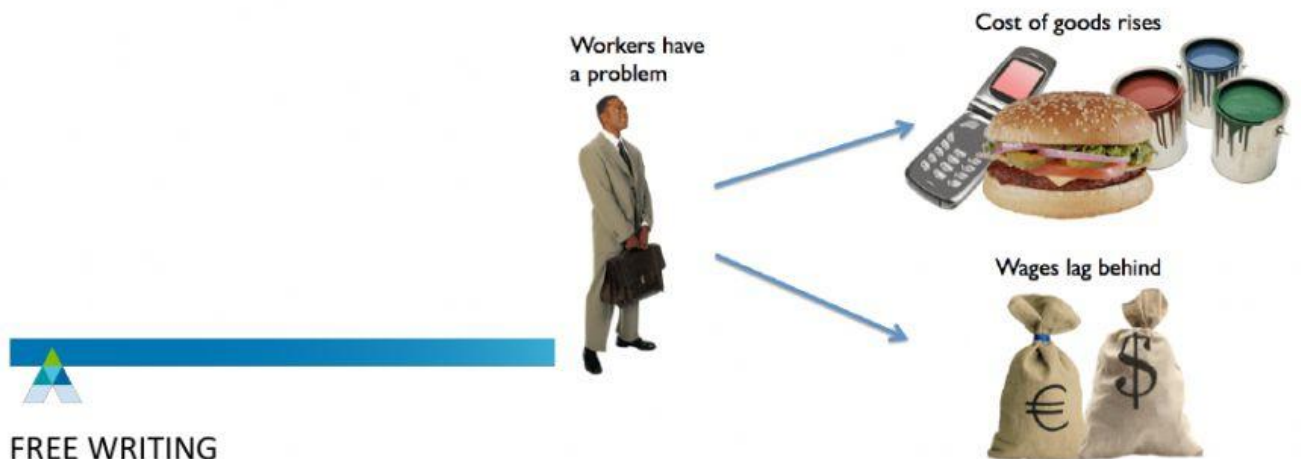 Cost of goods rises
Workers have
a problem
Wages lag behind
€
$
FREE WRITING